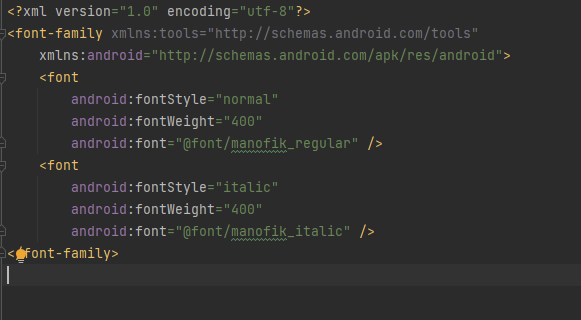 <?xml version="1.0" encoding="utf-8"?>
<font-family xmlns:tools="http://schemas.android.com/tools"
    xmlns:android="http://schemas.android.com/apk/res/android">
    <font
        android:fontStyle="normal"
        android:fontWeight="400"
        android:font="@font/manofik_regular" />
    <font
        android:fontStyle="italic"
        android:fontWeight="400"
        android:font="@font/manofik_italic" />
</font-family>